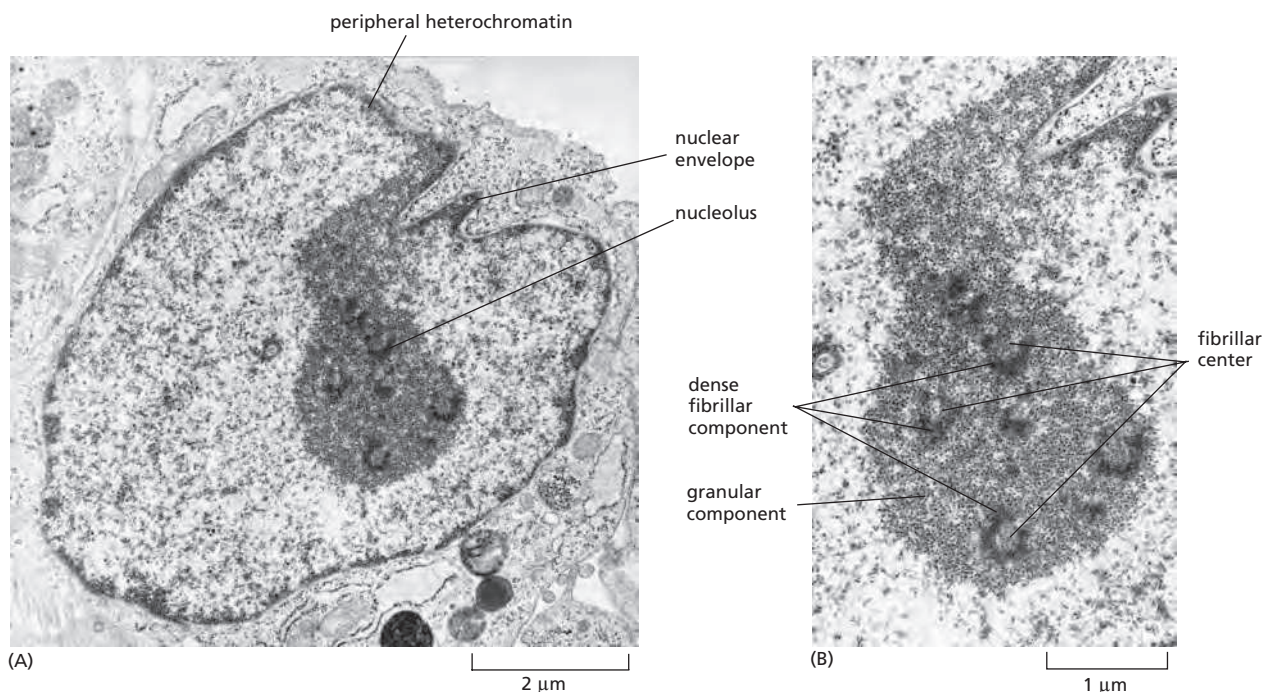 peripheral heterochromatin
nuclear
envelope
nucleolus
(A)
2 μm
dense
fibrillar
component
granular
component
fibrillar
center
(B)
1 μm